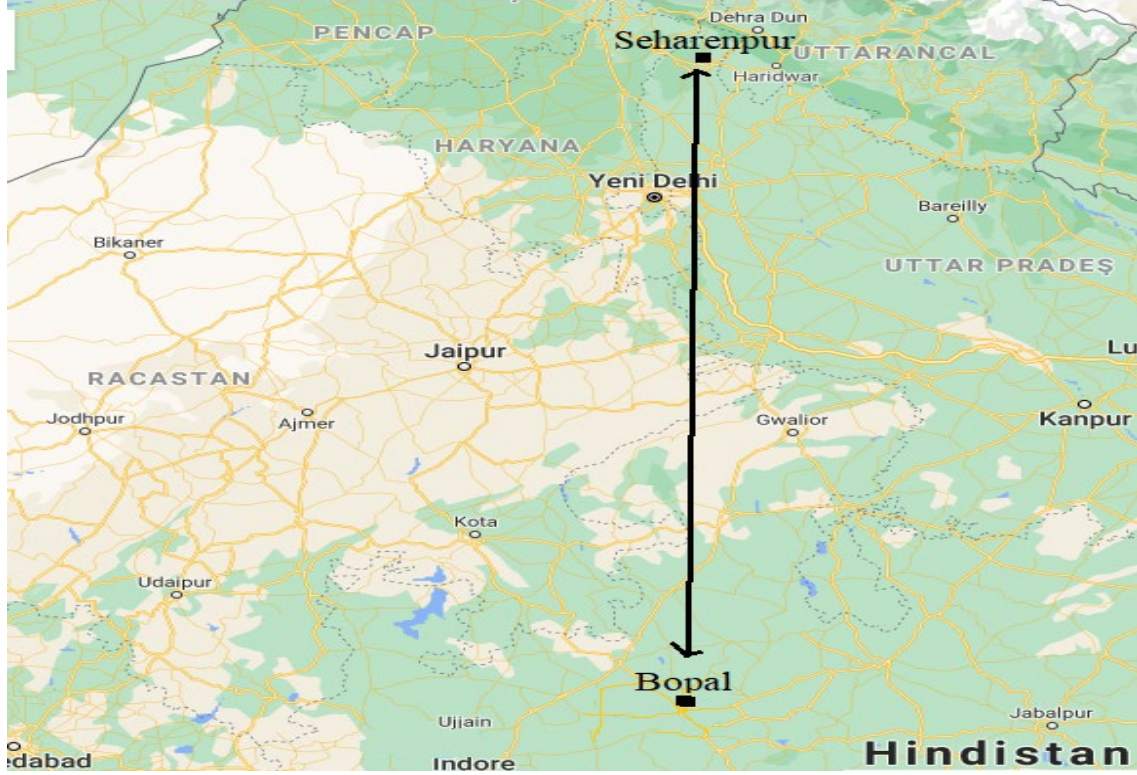 Dehra Dun
PENCAP
Seharenpur
UTTARANCAL
Haridwar
HARYANA
Yeni Delhi
Bareilly
Bikaner
UTTAR PRADEŞ
Jaipur
Lu
RACASTAN
Jodhpur
Ajmer
Gwalior
Kanpur
Kota
Udaipur
Bopal
Ujjain
Jabalpur
edabad
Indore
Hindistan